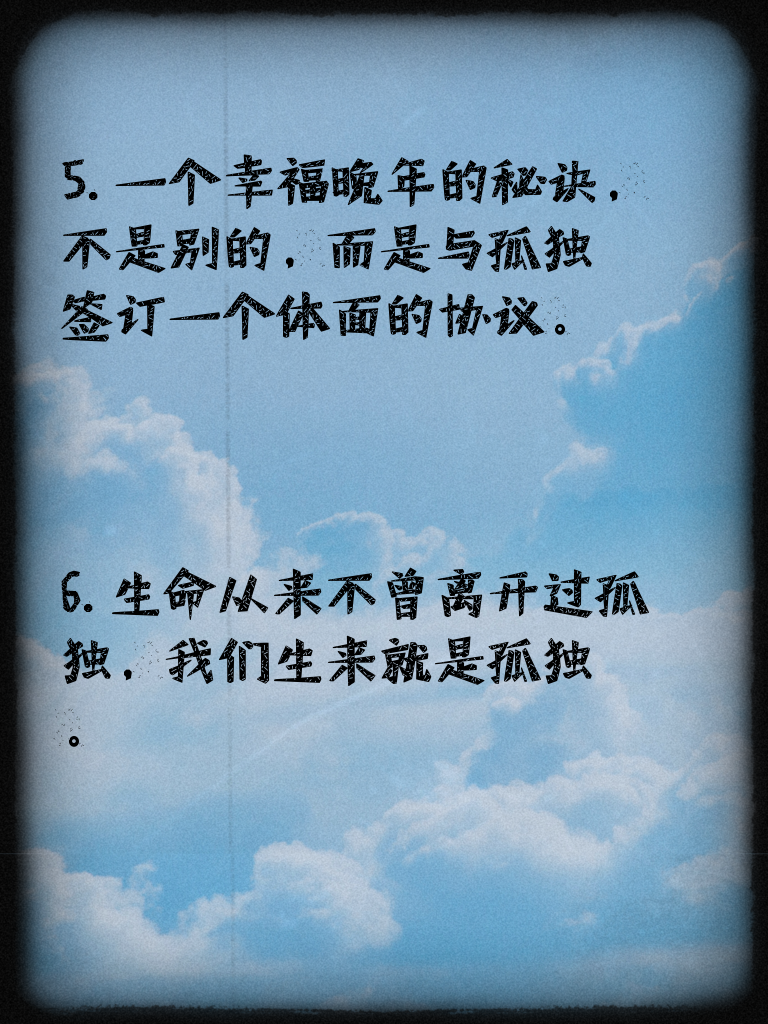 5. 一个幸福晚年的秘诀，
不是别的，而是与孤独
签订一个体面的协议。
6. 生命从来不曾离开过孤
独，我们生来就是孤独
。